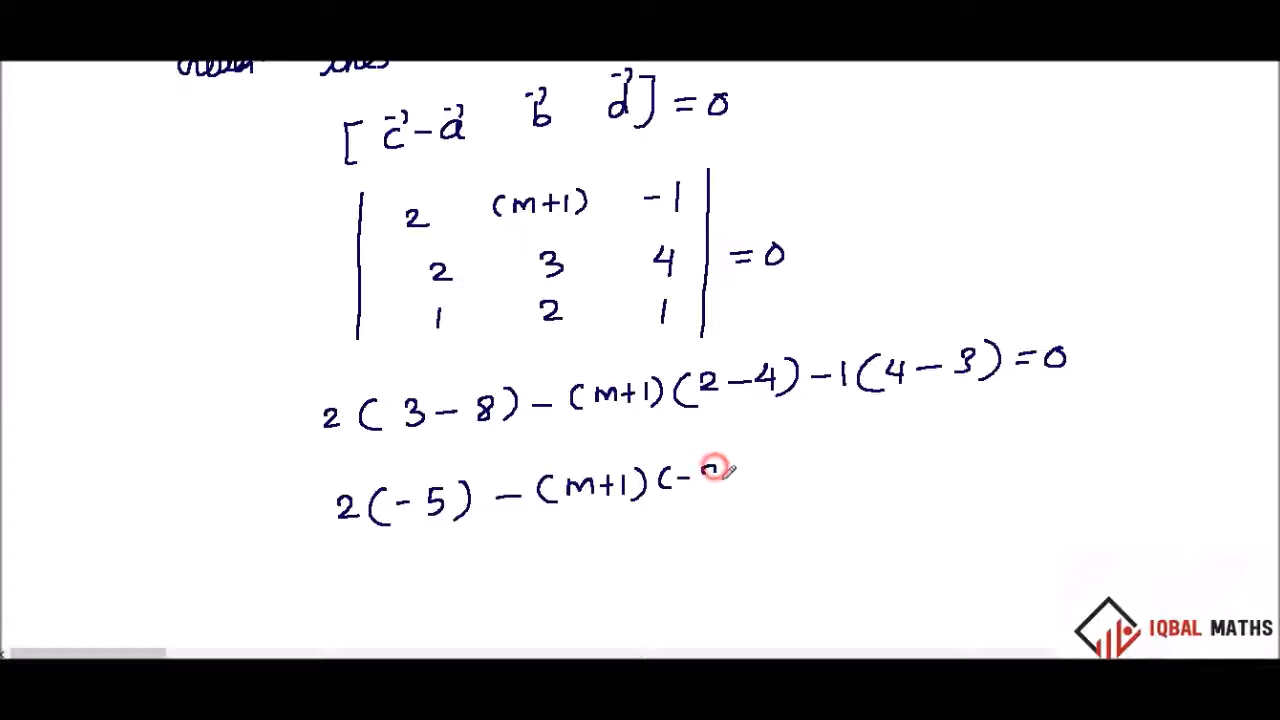 [ c⃗ – a⃗ b⃗ d⃗ ] = 0
| 2 (m+1) -1 |
| 2 3 4 | = 0
| 1 2 1 |
2 ( 3 – 8) – (m+1) (2 – 4) – 1 (4 – 3) = 0
2 (- 5) – (m+1) (-
IQBAL MATHS